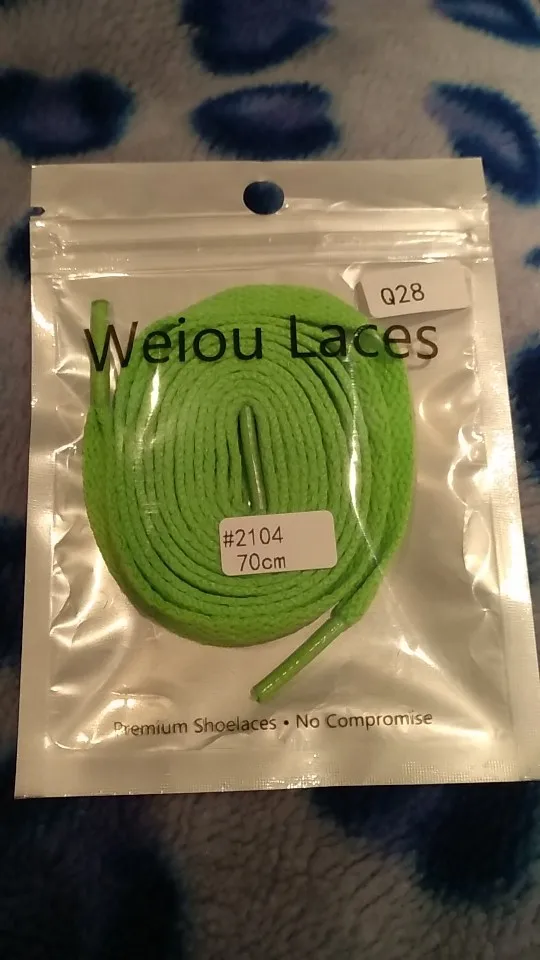 Q28
Weiou Laces
#2104
70cm
Premium Shoelaces • No Compromise